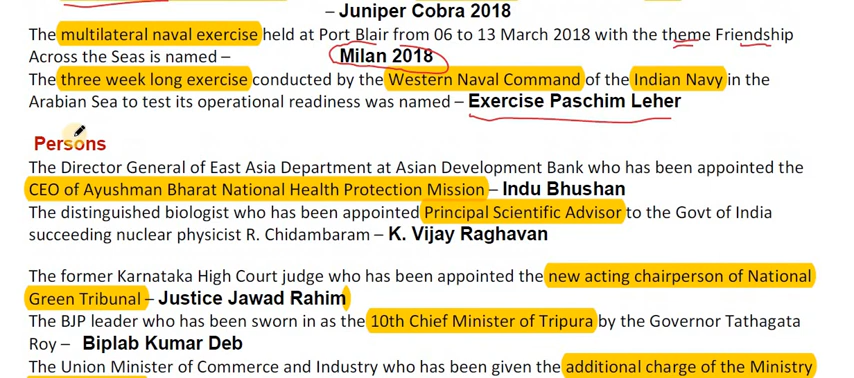 – Juniper Cobra 2018
The multilateral naval exercise held at Port Blair from 06 to 13 March 2018 with the theme Friendship
Across the Seas is named – Milan 2018
The three week long exercise conducted by the Western Naval Command of the Indian Navy in the
Arabian Sea to test its operational readiness was named – Exercise Paschim Leher
Persons
The Director General of East Asia Department at Asian Development Bank who has been appointed the
CEO of Ayushman Bharat National Health Protection Mission – Indu Bhushan
The distinguished biologist who has been appointed Principal Scientific Advisor to the Govt of India
succeeding nuclear physicist R. Chidambaram – K. Vijay Raghavan
The former Karnataka High Court judge who has been appointed the new acting chairperson of National
Green Tribunal – Justice Jawad Rahim
The BJP leader who has been sworn in as the 10th Chief Minister of Tripura by the Governor Tathagata
Roy – Biplab Kumar Deb
The Union Minister of Commerce and Industry who has been given the additional charge of the Ministry